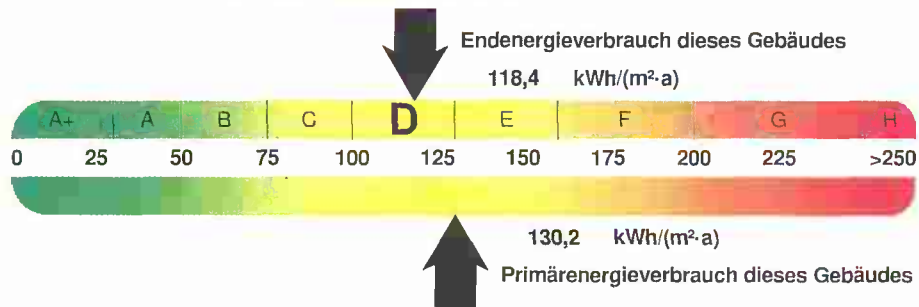 Endenergieverbrauch dieses Gebäudes
118,4 kWh/(m²·a)
A+ A B C D E F G H
0 25 50 75 100 125 150 175 200 225 >250
130,2 kWh/(m²·a)
Primärenergieverbrauch dieses Gebäudes